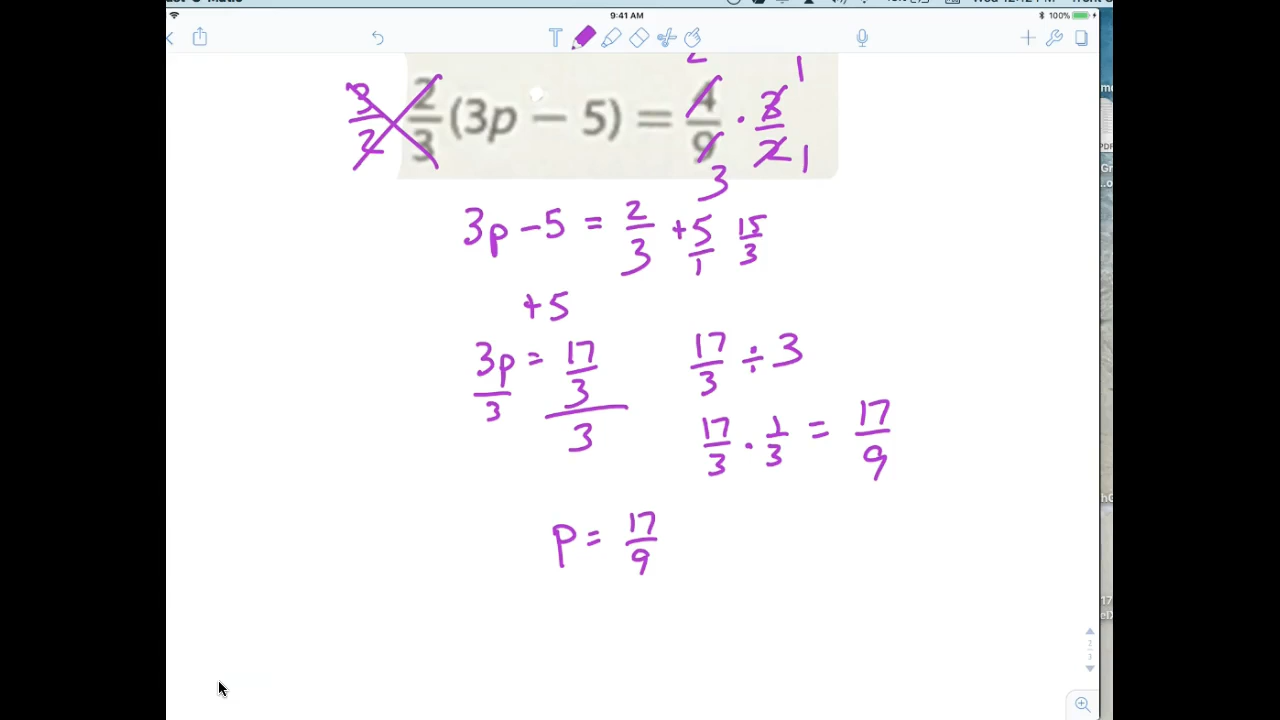 9:41 AM
100%
T
2 1
3/2 2/3 (3p − 5) = 4/9 · 3/2
3 1
3p − 5 = 2/3 + 5/1 15/3
+ 5
3p/3 = 17/3/3
17/3 ÷ 3
17/3 · 1/3 = 17/9
p = 17/9